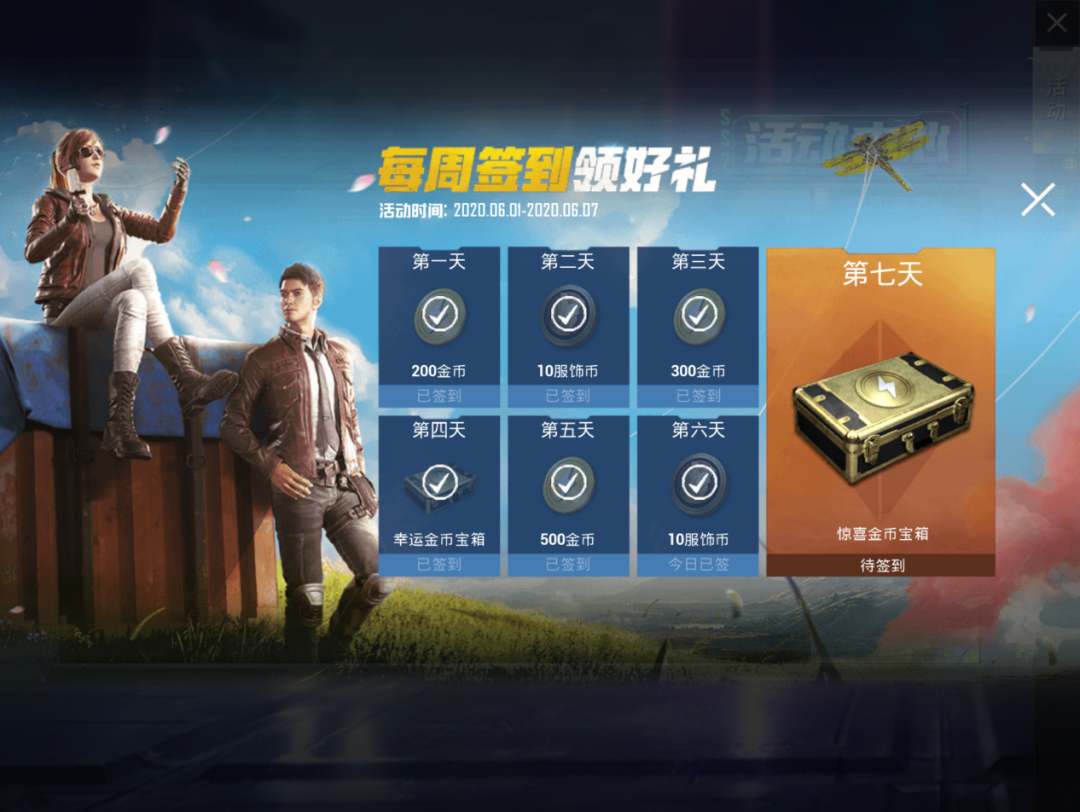 活动
每周签到领好礼
活动时间: 2020.06.01-2020.06.07
第一天
200金币
已签到
第二天
10服饰币
已签到
第三天
300金币
已签到
第四天
幸运金币宝箱
已签到
第五天
500金币
已签到
第六天
10服饰币
今日已签
第七天
惊喜金币宝箱
待签到